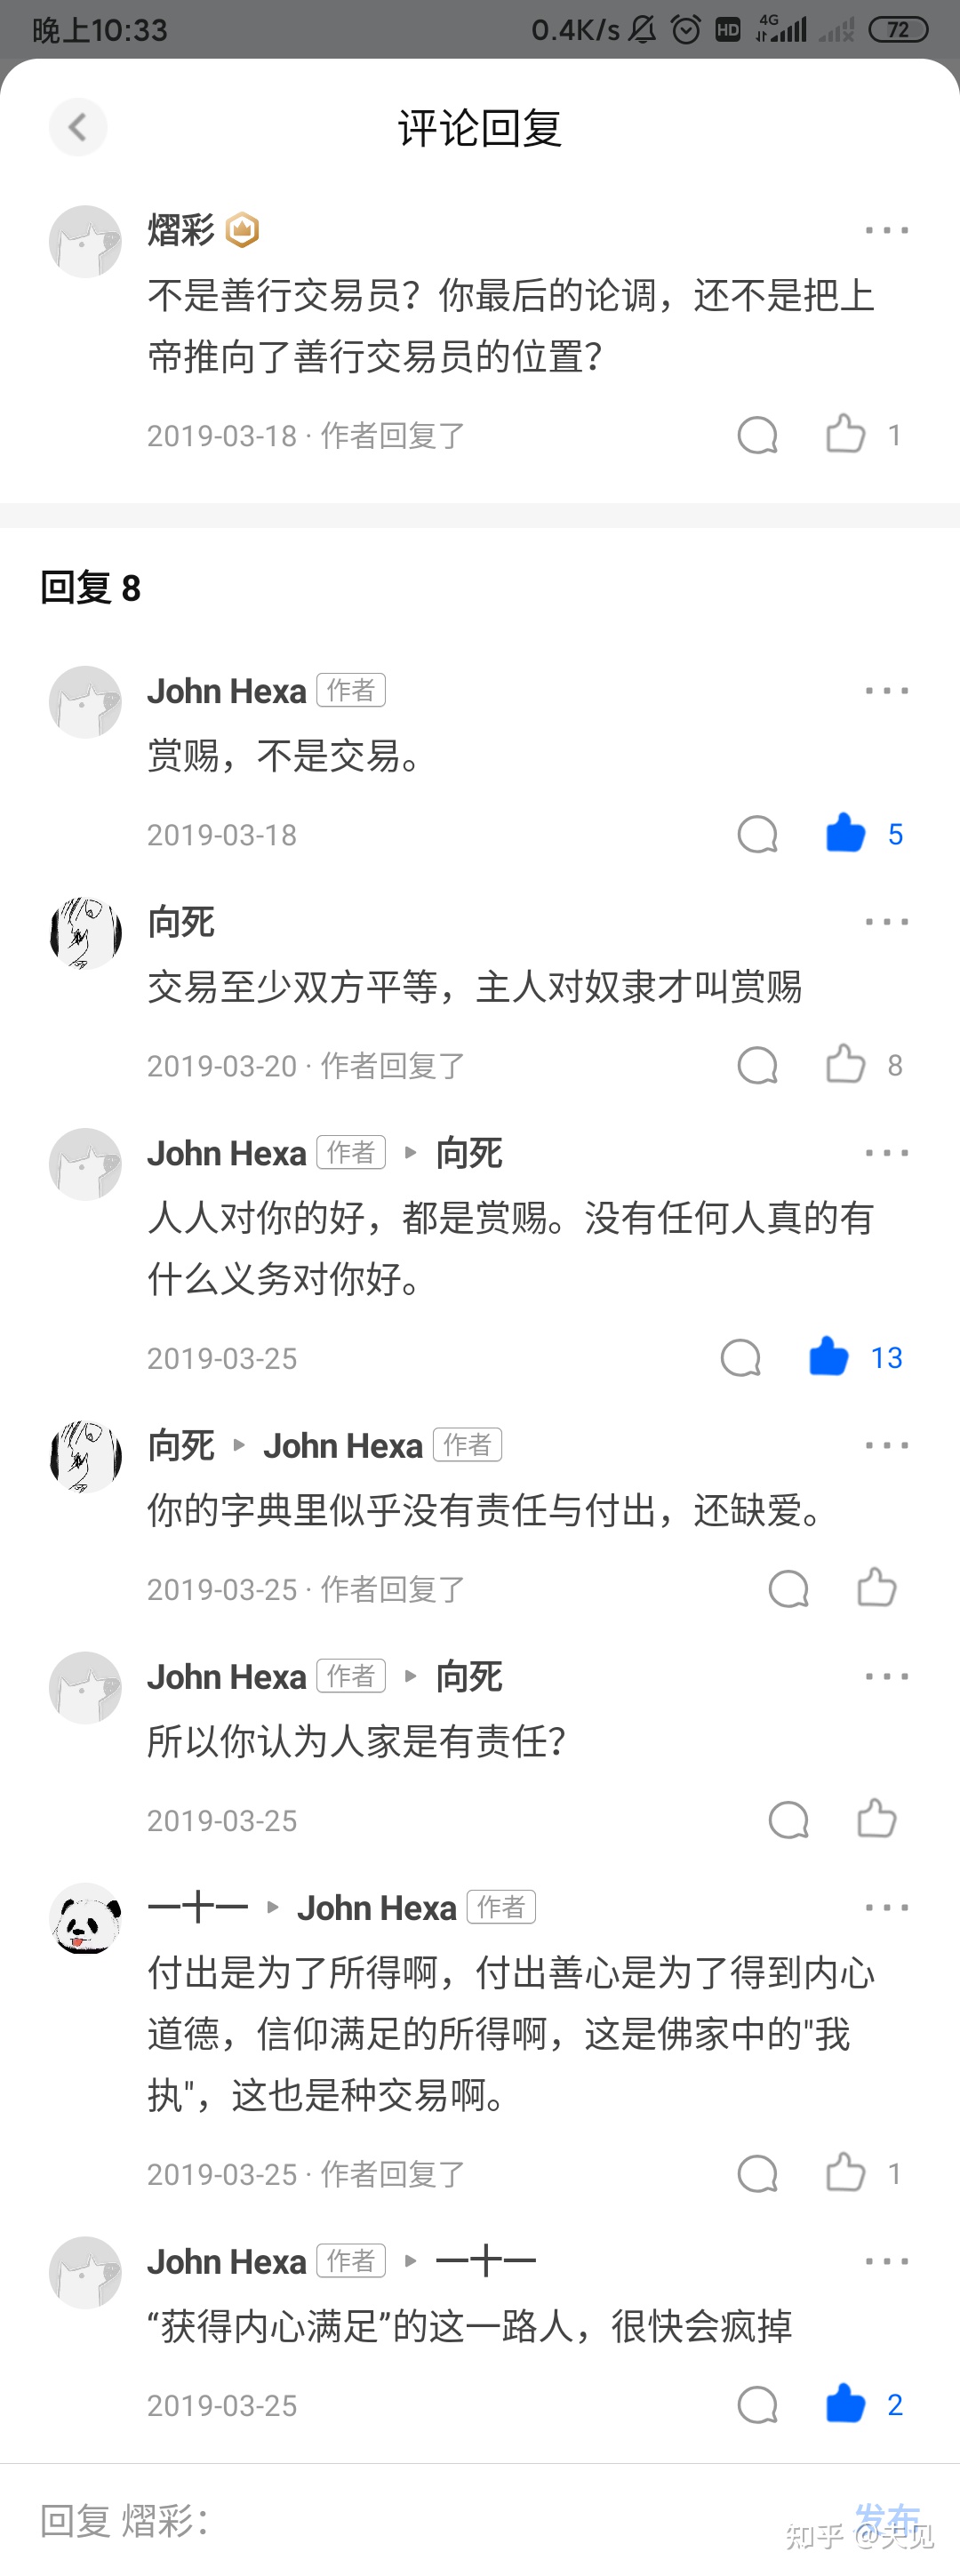 晚上10:33
0.4K/s HD 4G 72
评论回复
熠彩
不是善行交易员？你最后的论调，还不是把上
帝推向了善行交易员的位置？
2019-03-18 · 作者回复了 1
回复 8
John Hexa 作者
赏赐，不是交易。
2019-03-18 5
向死
交易至少双方平等，主人对奴隶才叫赏赐
2019-03-20 · 作者回复了 8
John Hexa 作者 ▸ 向死
人人对你的好，都是赏赐。没有任何人真的有
什么义务对你好。
2019-03-25 13
向死 ▸ John Hexa 作者
你的字典里似乎没有责任与付出，还缺爱。
2019-03-25 · 作者回复了
John Hexa 作者 ▸ 向死
所以你认为人家是有责任？
2019-03-25
一十一 ▸ John Hexa 作者
付出是为了所得啊，付出善心是为了得到内心
道德，信仰满足的所得啊，这是佛家中的"我
执"，这也是种交易啊。
2019-03-25 · 作者回复了 1
John Hexa 作者 ▸ 一十一
“获得内心满足”的这一路人，很快会疯掉
2019-03-25 2
回复 熠彩： 发布
知乎 @天见